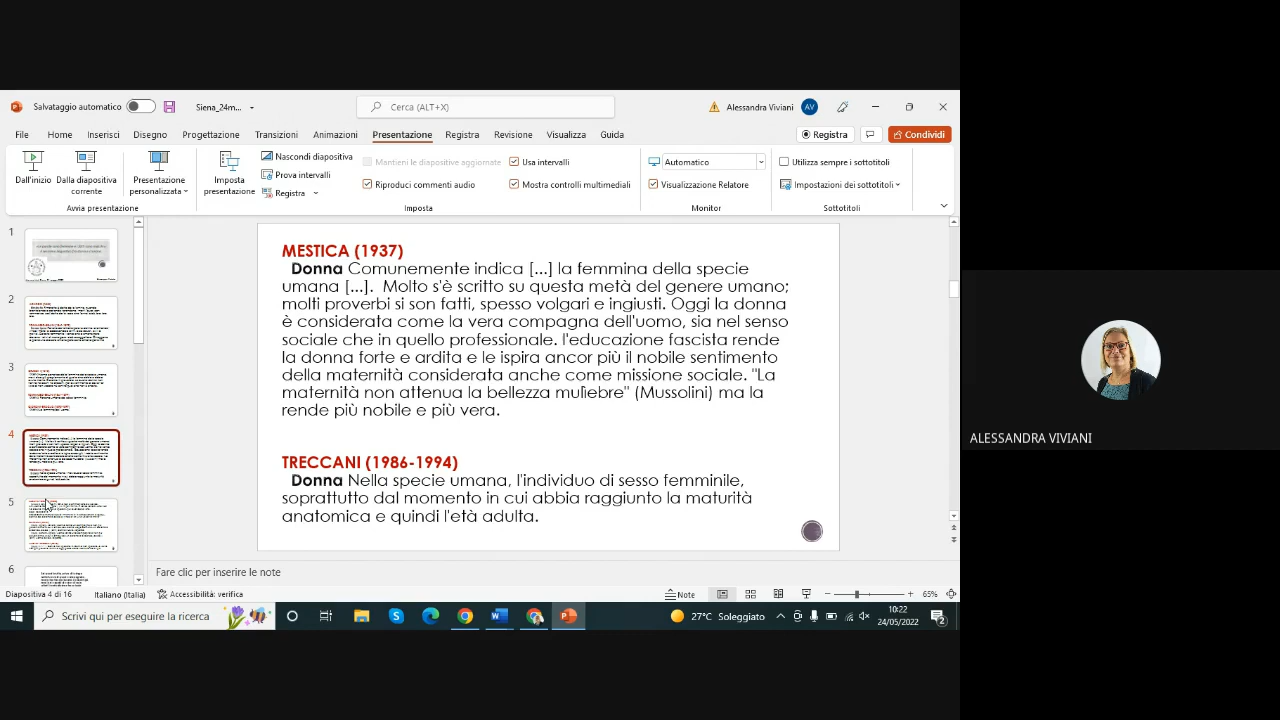 Salvataggio automatico
Siena_24m...
Cerca (ALT+X)
Alessandra Viviani
AV
File Home Inserisci Disegno Progettazione Transizioni Animazioni Presentazione Registra Revisione Visualizza Guida
Registra
Condividi
Dall'inizio
Dalla diapositiva corrente
Presentazione personalizzata
Avvia presentazione
Imposta presentazione
Nascondi diapositiva
Prova intervalli
Registra
Mantieni le diapositive aggiornate
Riproduci commenti audio
Usa intervalli
Mostra controlli multimediali
Imposta
Automatico
Visualizzazione Relatore
Monitor
Utilizza sempre i sottotitoli
Impostazioni dei sottotitoli
Sottotitoli
1
2
3
4
5
6
MESTICA (1937)
Donna Comunemente indica [...] la femmina della specie
umana [...]. Molto s'è scritto su questa metà del genere umano;
molti proverbi si son fatti, spesso volgari e ingiusti. Oggi la donna
è considerata come la vera compagna dell'uomo, sia nel senso
sociale che in quello professionale. l'educazione fascista rende
la donna forte e adita e le ispira ancor più il nobile sentimento
della maternità considerata anche come missione sociale. "La
maternità non attenua la bellezza muliebre" (Mussolini) ma la
rende più nobile e più vera.
TRECCANI (1986-1994)
Donna Nella specie umana, l'individuo di sesso femminile,
soprattutto dal momento in cui abbia raggiunto la maturità
anatomica e quindi l'età adulta.
Fare clic per inserire le note
Diapositiva 4 di 16
Italiano (Italia)
Accessibilità: verifica
Note
65%
Scrivi qui per eseguire la ricerca
27°C Soleggiato
10:22
24/05/2022
2
ALESSANDRA VIVIANI